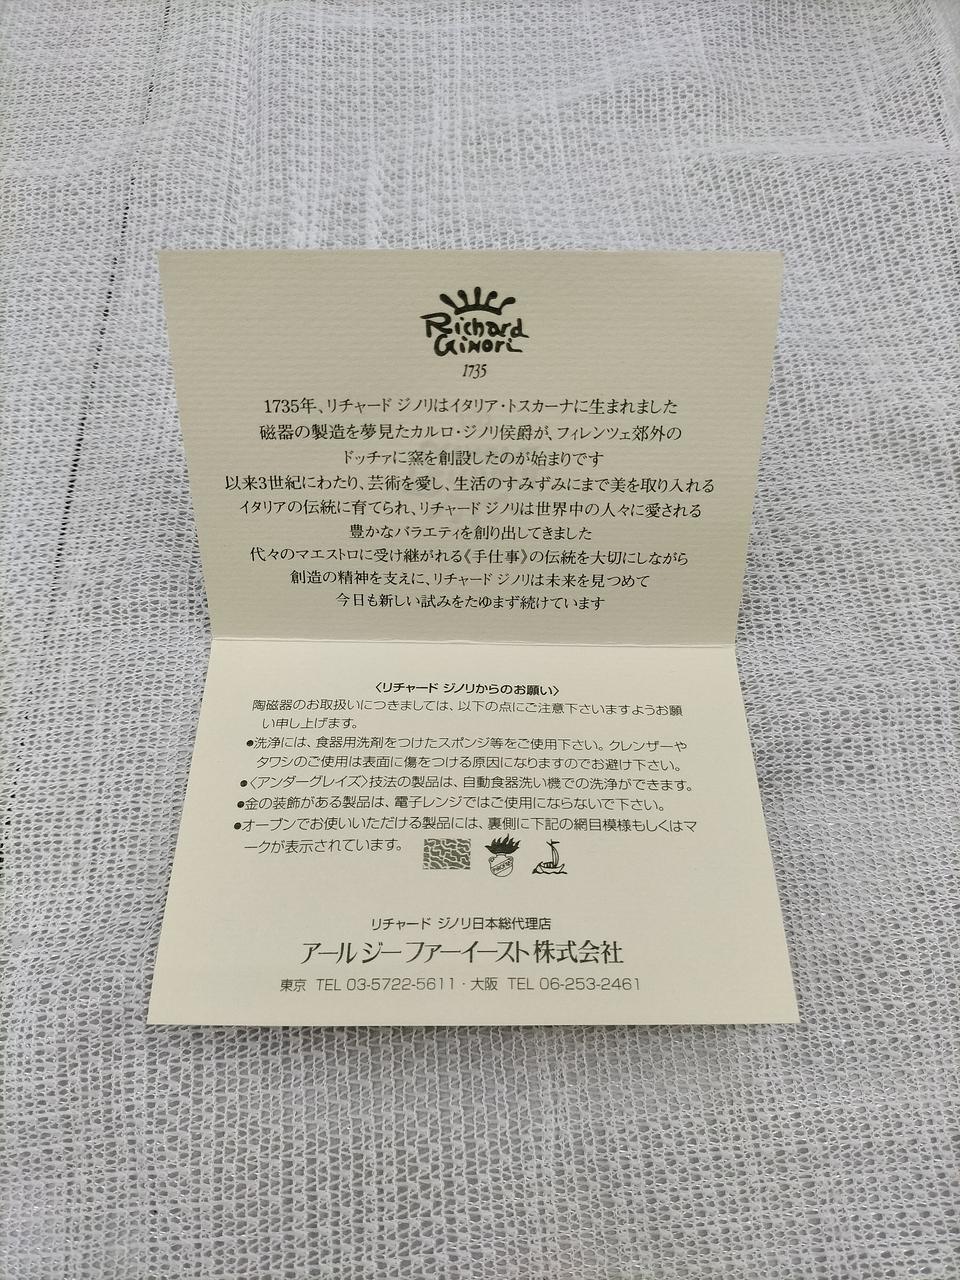 Richard
Ginori
1735
1735年、リチャード ジノリはイタリア・トスカーナに生まれました
磁器の製造を夢見たカルロ・ジノリ侯爵が、フィレンツェ郊外の
ドッチァに窯を創設したのが始まりです
以来3世紀にわたり、芸術を愛し、生活のすみずみにまで美を取り入れる
イタリアの伝統に育てられ、リチャード ジノリは世界中の人々に愛される
豊かなバラエティを創り出してきました
代々のマエストロに受け継がれる《手仕事》の伝統を大切にしながら
創造の精神を支えに、リチャード ジノリは未来を見つめて
今日も新しい試みをたゆまず続けています
〈リチャード ジノリからのお願い〉
陶磁器のお取扱いにつきましては、以下の点にご注意下さいますようお願
い申し上げます。
●洗浄には、食器用洗剤をつけたスポンジ等をご使用下さい。クレンザーや
タワシのご使用は表面に傷をつける原因になりますのでお避け下さい。
●〈アンダーグレイズ〉技法の製品は、自動食器洗い機での洗浄ができます。
●金の装飾がある製品は、電子レンジではご使用にならないで下さい。
●オーブンでお使いいただける製品には、裏側に下記の網目模様もしくはマ
ークが表示されています。
リチャード ジノリ日本総代理店
アール ジー ファーイースト株式会社
東京 TEL 03-5722-5611・大阪 TEL 06-253-2461